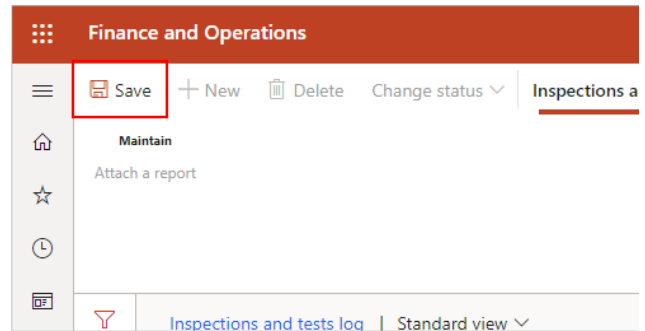 Finance and Operations
Save New Delete Change status Inspections a
Maintain
Attach a report
Inspections and tests log | Standard view